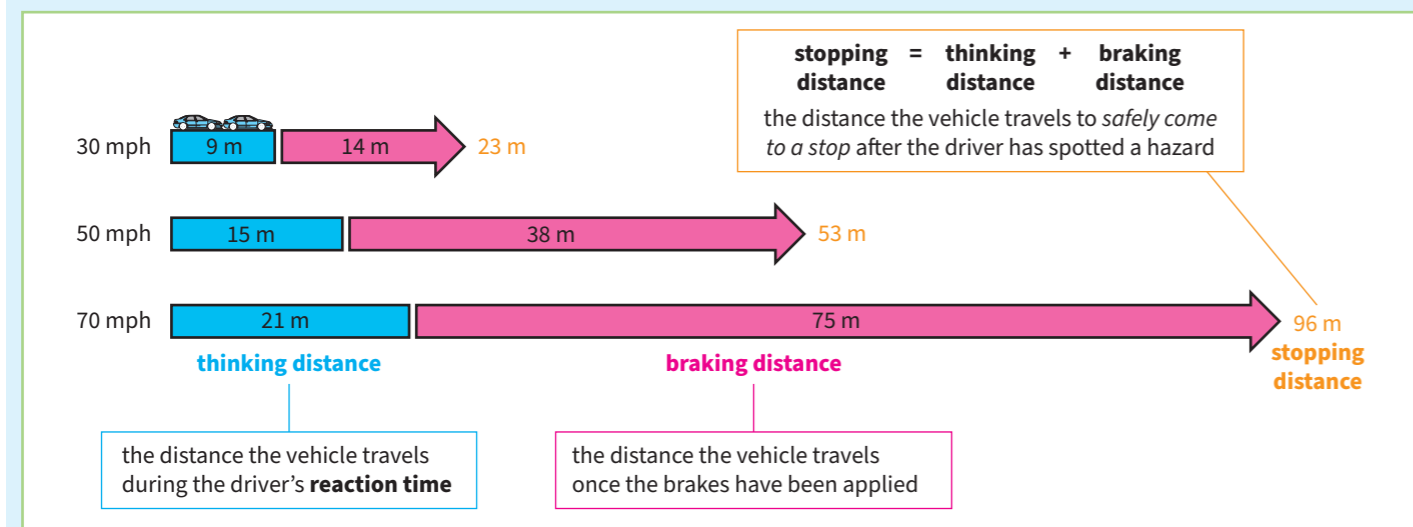 stopping = thinking + braking
distance distance distance
the distance the vehicle travels to safely come
to a stop after the driver has spotted a hazard
30 mph 9 m 14 m 23 m
50 mph 15 m 38 m 53 m
70 mph 21 m 75 m 96 m
thinking distance braking distance stopping
distance
the distance the vehicle travels
during the driver's reaction time
the distance the vehicle travels
once the brakes have been applied